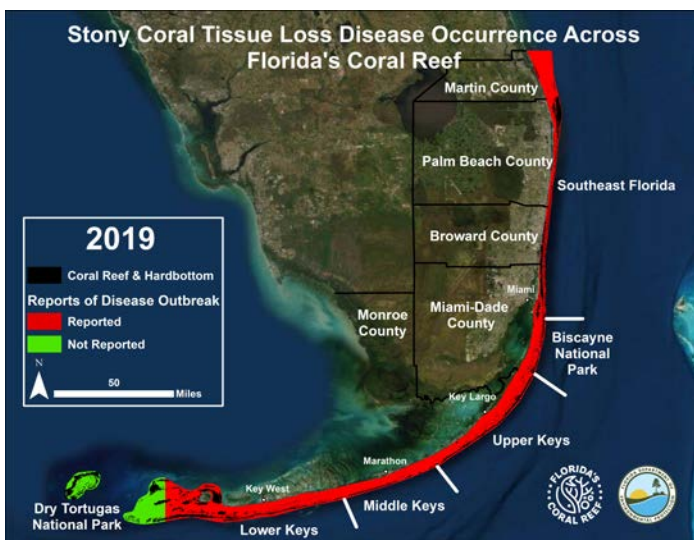 Stony Coral Tissue Loss Disease Occurrence Across
Florida's Coral Reef
Martin County
Palm Beach County
Southeast Florida
2019
Coral Reef & Hardbottom
Reports of Disease Outbreak
Reported
Not Reported
N
50
Miles
Broward County
Miami
Monroe
County
Miami-Dade
County
Biscayne
National
Park
Key Largo
Upper Keys
Marathon
Middle Keys
Key West
Lower Keys
Dry Tortugas
National Park
FLORIDA'S
CORAL REEF